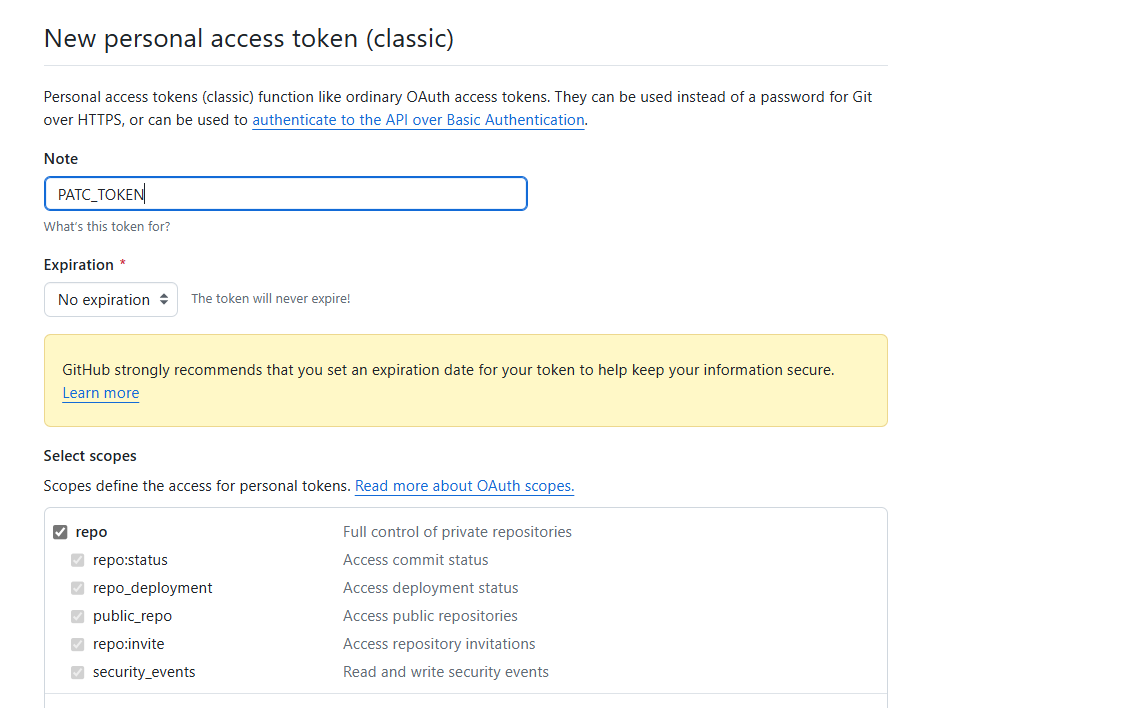 New personal access token (classic)
Personal access tokens (classic) function like ordinary OAuth access tokens. They can be used instead of a password for Git
over HTTPS, or can be used to authenticate to the API over Basic Authentication.
Note
PATC_TOKEN
What's this token for?
Expiration *
No expiration The token will never expire!
GitHub strongly recommends that you set an expiration date for your token to help keep your information secure.
Learn more
Select scopes
Scopes define the access for personal tokens. Read more about OAuth scopes.
repo Full control of private repositories
repo:status Access commit status
repo_deployment Access deployment status
public_repo Access public repositories
repo:invite Access repository invitations
security_events Read and write security events